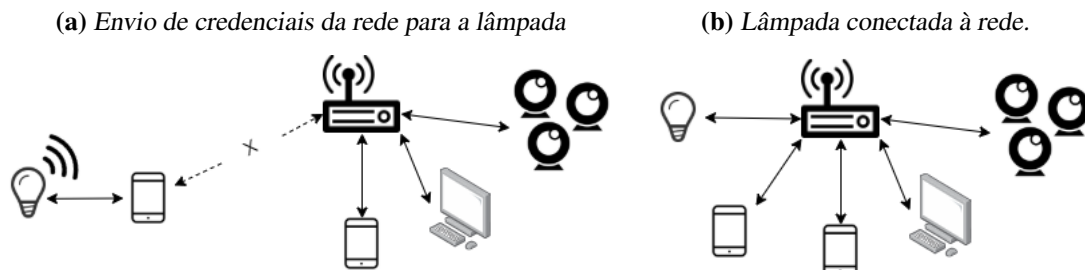 (a) Envio de credenciais da rede para a lâmpada
(b) Lâmpada conectada à rede.
X